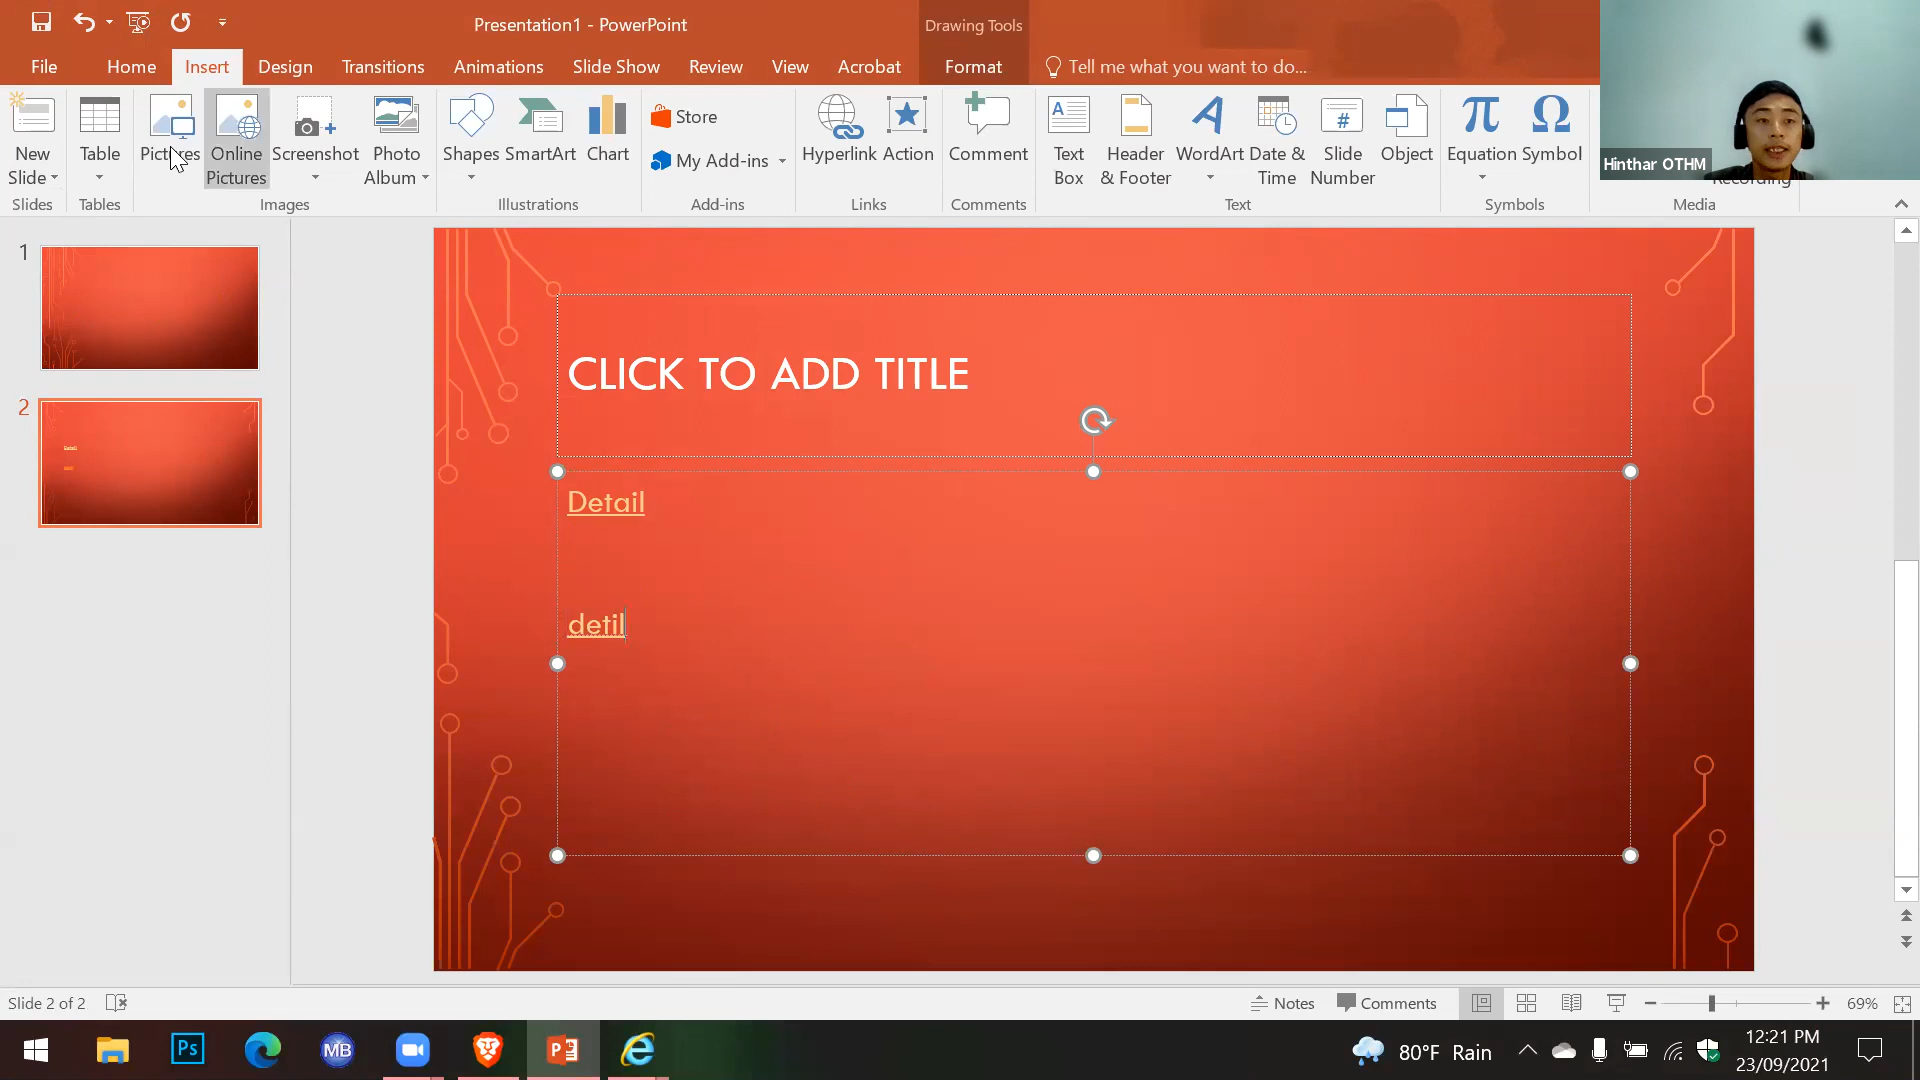 Presentation1 - PowerPoint
Drawing Tools
File Home Insert Design Transitions Animations Slide Show Review View Acrobat Format Tell me what you want to do...
New Slide
Table
Pictures
Online Pictures
Screenshot
Photo Album
Shapes
SmartArt
Chart
Store
My Add-ins
Hyperlink
Action
Comment
Text Box
Header & Footer
WordArt
Date & Time
Slide Number
Object
Equation
Symbol
Recording
Hinthar OTHM
Slides Tables Images Illustrations Add-ins Links Comments Text Symbols Media
1
2
CLICK TO ADD TITLE
Detail
detil
Slide 2 of 2
Notes
Comments
69%
Ps
MB
80°F Rain
12:21 PM
23/09/2021